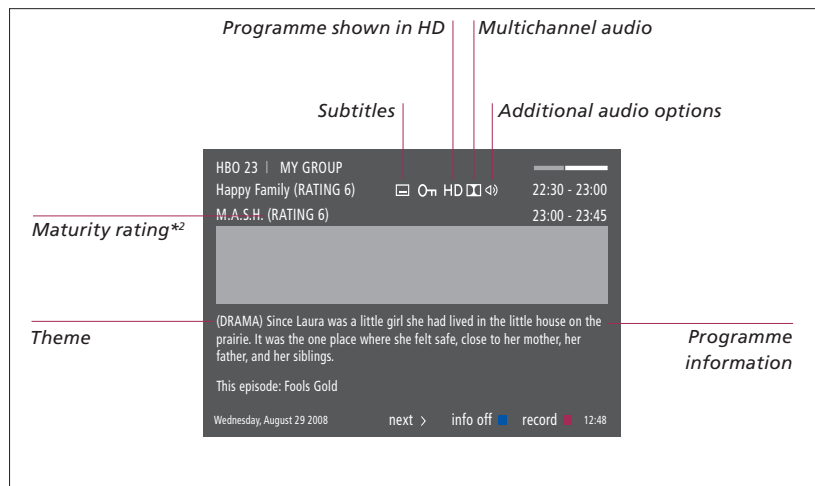 Programme shown in HD
Multichannel audio
Subtitles
Additional audio options
HBO 23 | MY GROUP
Happy Family (RATING 6) HD 22:30 - 23:00
M.A.S.H. (RATING 6) 23:00 - 23:45
Maturity rating*2
(DRAMA) Since Laura was a little girl she had lived in the little house on the
prairie. It was the one place where she felt safe, close to her mother, her
father, and her siblings.
Theme
Programme
information
This episode: Fools Gold
Wednesday, August 29 2008 next > info off record 12:48